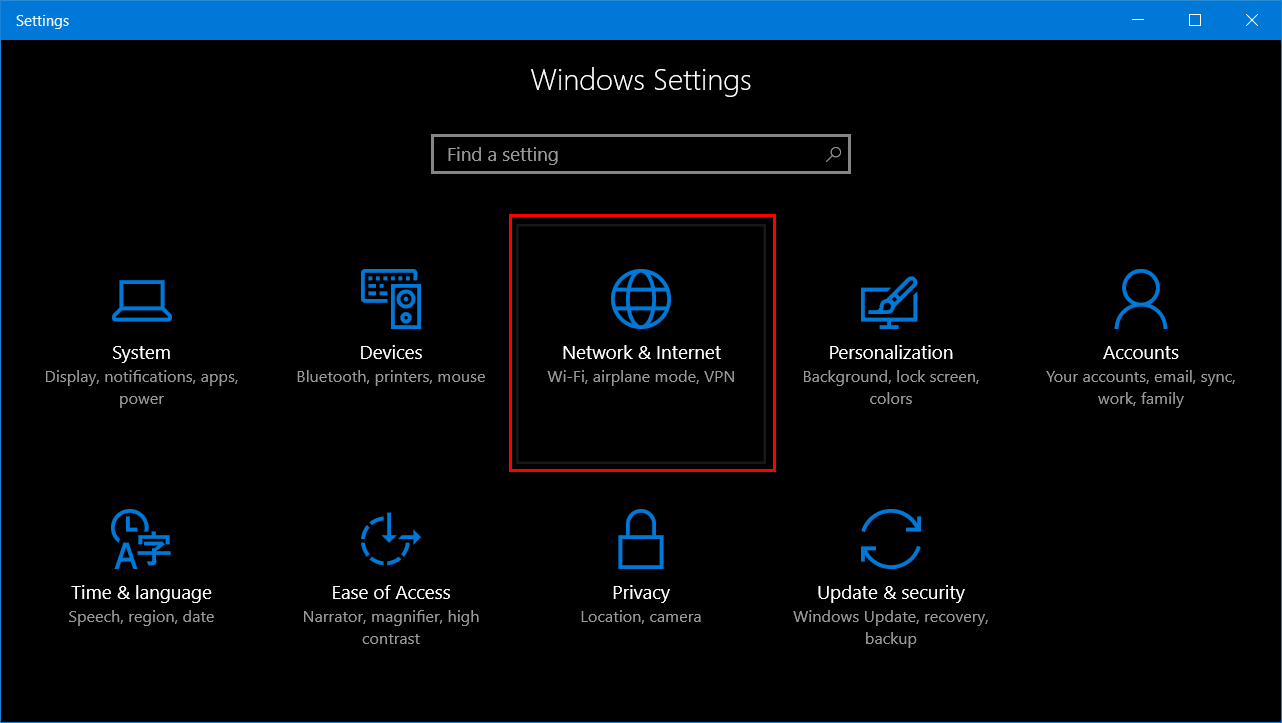 Settings
Windows Settings
Find a setting
System
Display, notifications, apps,
power
Devices
Bluetooth, printers, mouse
Network & Internet
Wi-Fi, airplane mode, VPN
Personalization
Background, lock screen,
colors
Accounts
Your accounts, email, sync,
work, family
A字
Time & language
Speech, region, date
Ease of Access
Narrator, magnifier, high
contrast
Privacy
Location, camera
Update & security
Windows Update, recovery,
backup